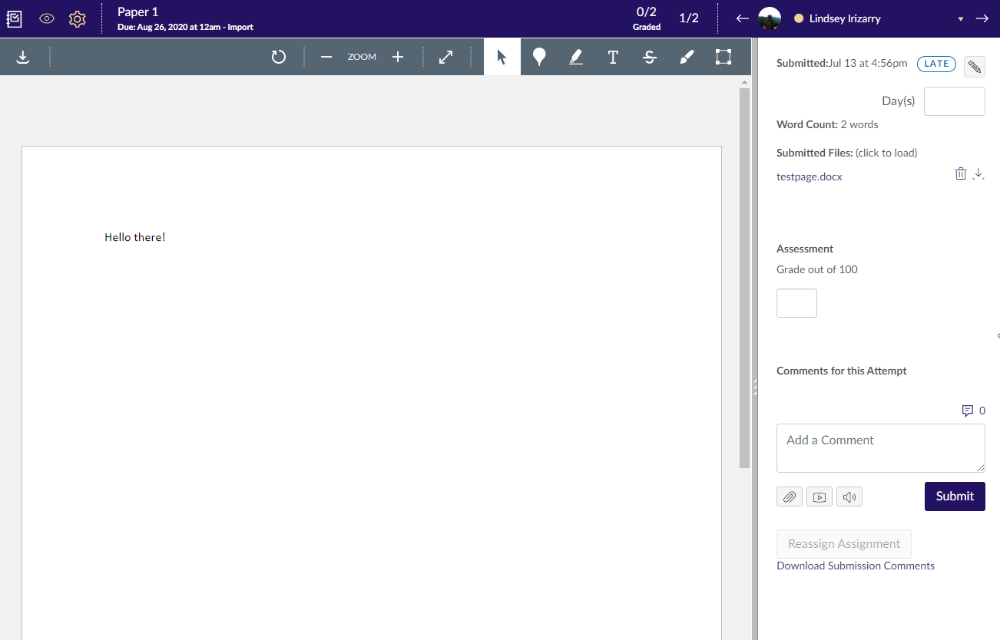 Paper 1
Due: Aug 26, 2020 at 12am - Import
0/2
Graded
1/2
Lindsey Irizarry
ZOOM
T
S
Hello there!
Submitted:Jul 13 at 4:56pm
LATE
Day(s)
Word Count: 2 words
Submitted Files: (click to load)
testpage.docx
Assessment
Grade out of 100
Comments for this Attempt
0
Add a Comment
Submit
Reassign Assignment
Download Submission Comments